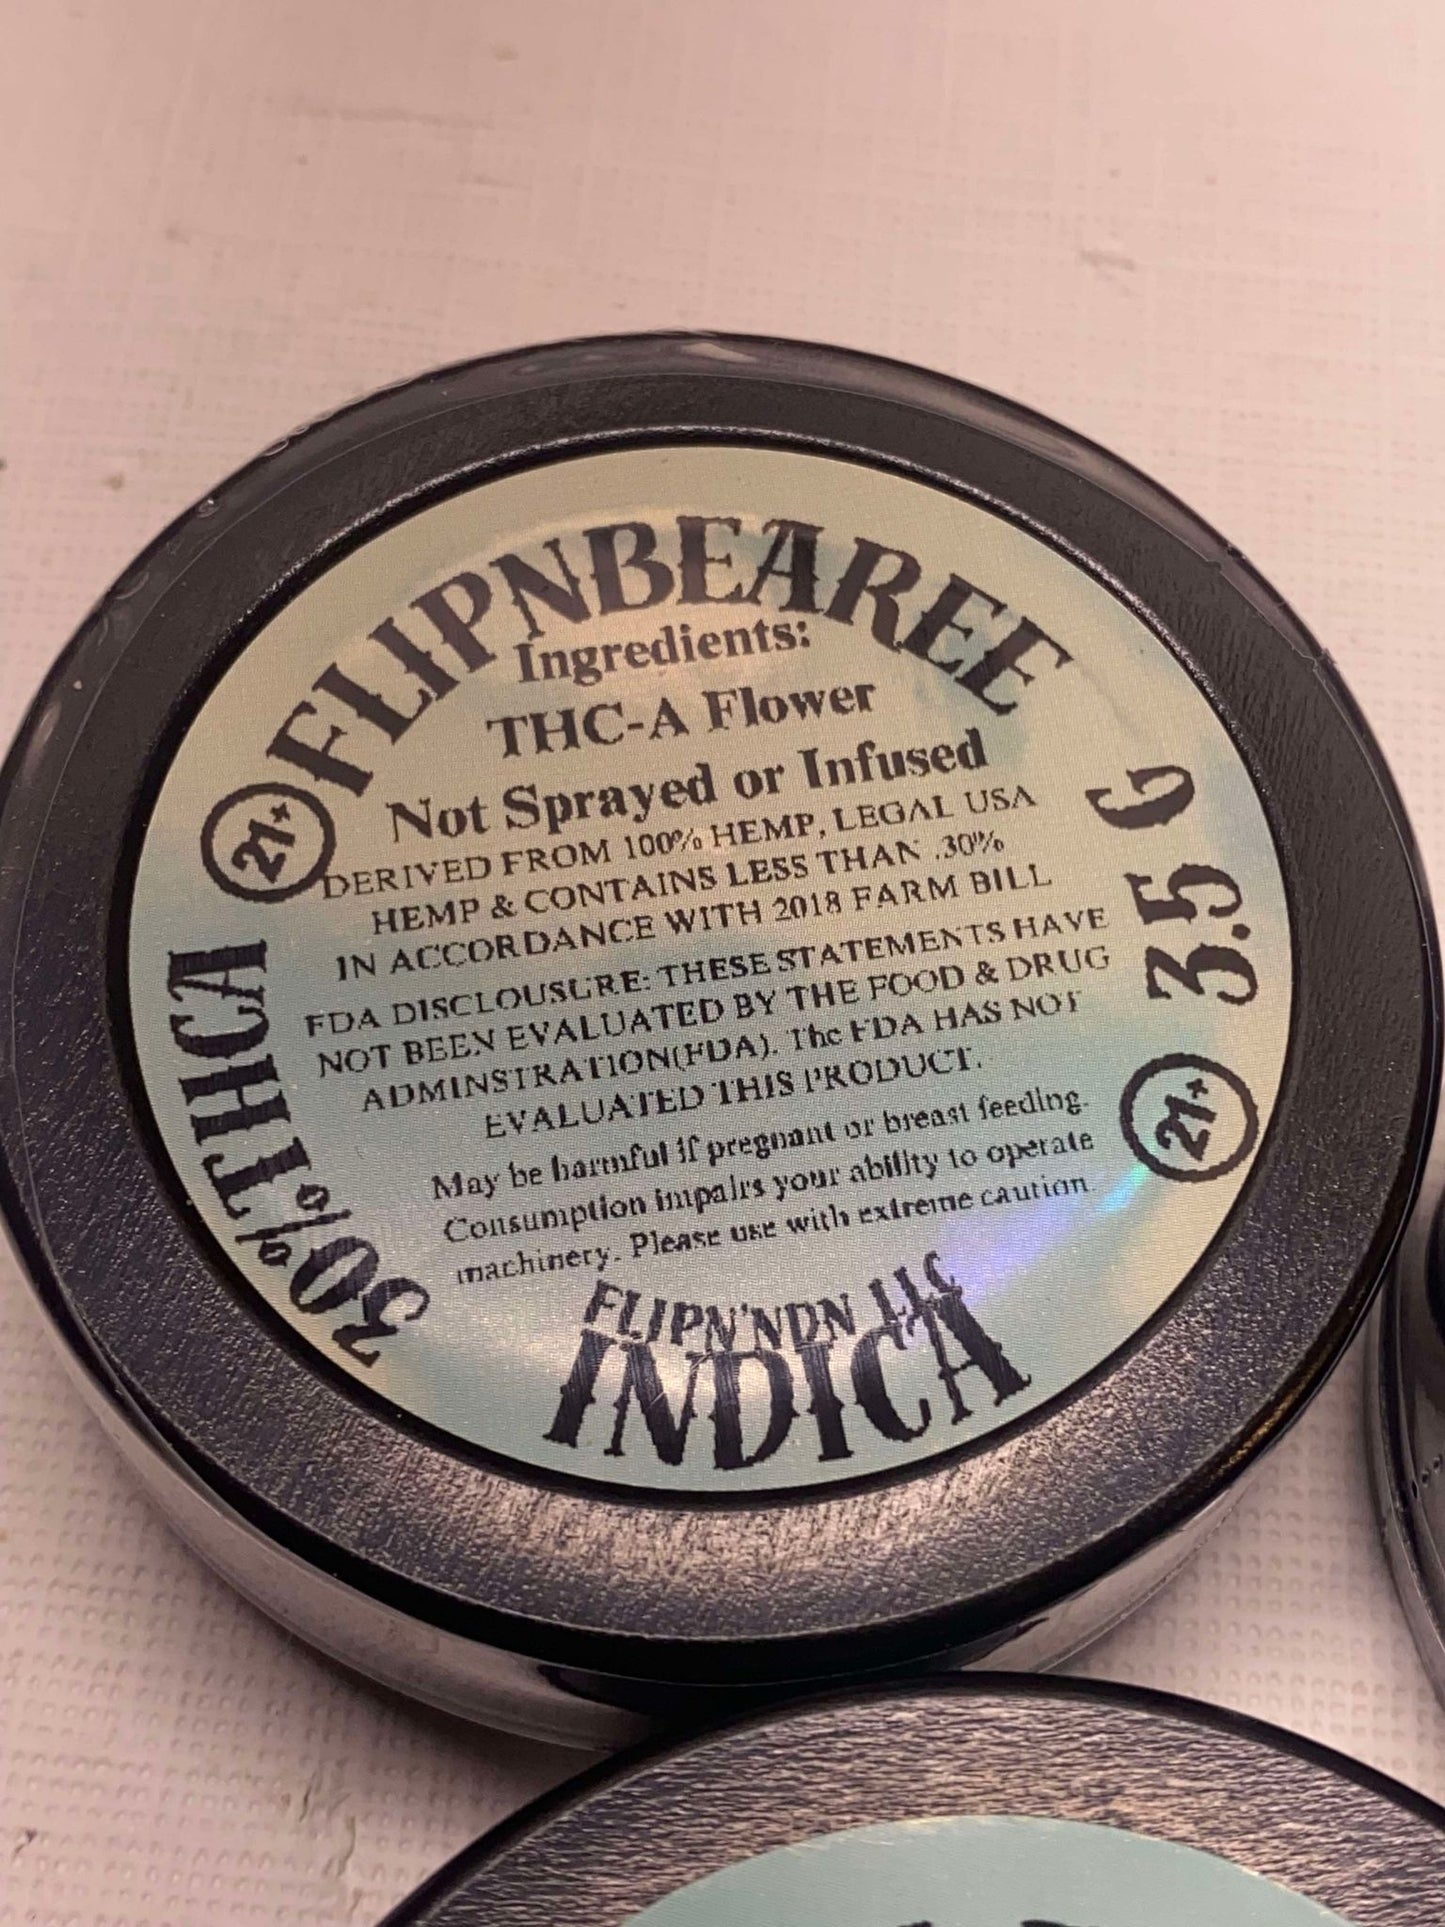 FLIPNBEAREE
Ingredients:
THC-A Flower
Not Sprayed or Infused
DERIVED FROM 100% HEMP, LEGAL USA
HEMP & CONTAINS LESS THAN .30%
IN ACCORDANCE WITH 2018 FARM BILL
FDA DISCLOUSURE: THESE STATEMENTS HAVE
NOT BEEN EVALUATED BY THE FOOD & DRUG
ADMINSTRATION(FDA). The FDA HAS NOT
EVALUATED THIS PRODUCT.
May be harmful if pregnant or breast feeding.
Consumption impairs your ability to operate
machinery. Please use with extreme caution.
FLIPN'NDN LLC
INDICA
21+
30% THCA
3.5 G
21+